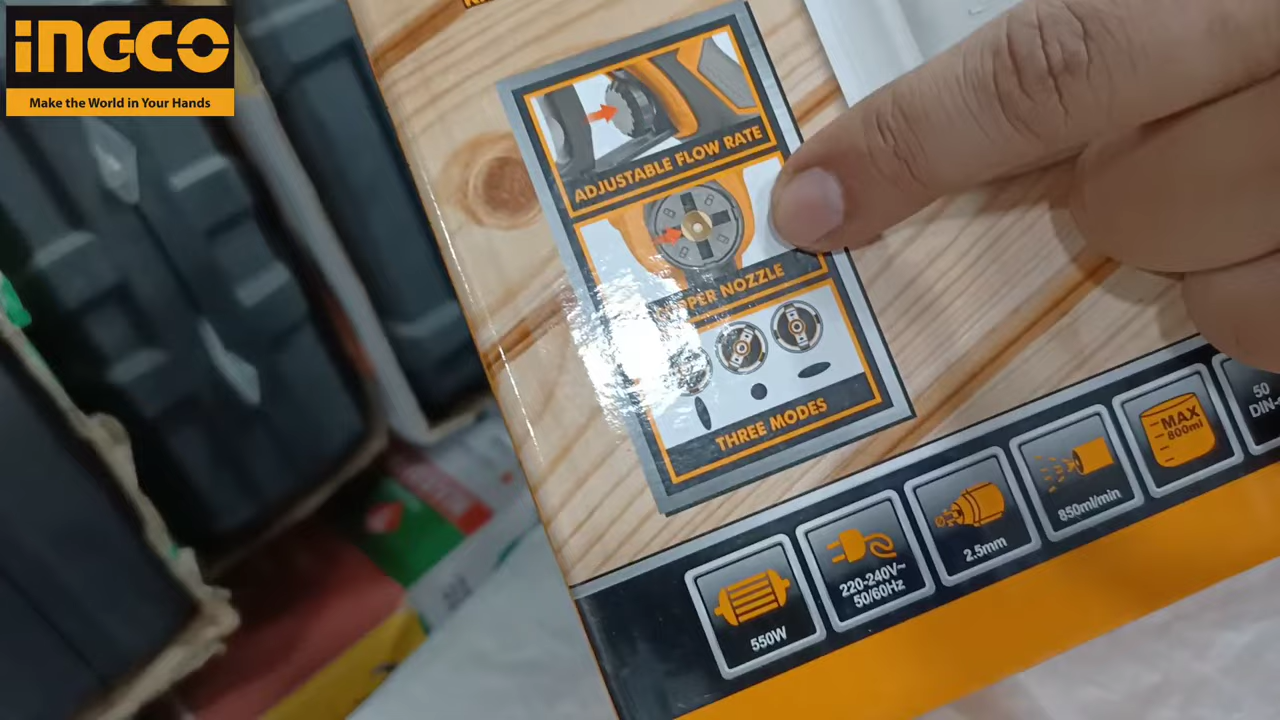 INGCO
Make the World in Your Hands
ADJUSTABLE FLOW RATE
NOZZLE
THREE MODES
550W
220-240V~
50/60Hz
2.5mm
850ml/min
MAX
800ml
50